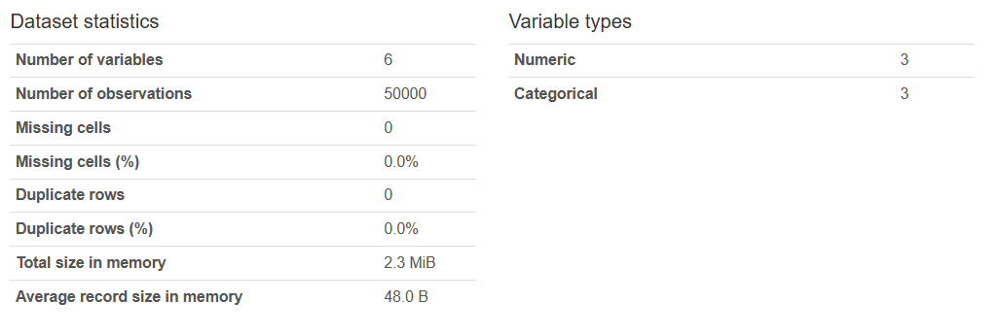 Dataset statistics
Number of variables 6
Number of observations 50000
Missing cells 0
Missing cells (%) 0.0%
Duplicate rows 0
Duplicate rows (%) 0.0%
Total size in memory 2.3 MiB
Average record size in memory 48.0 B
Variable types
Numeric 3
Categorical 3